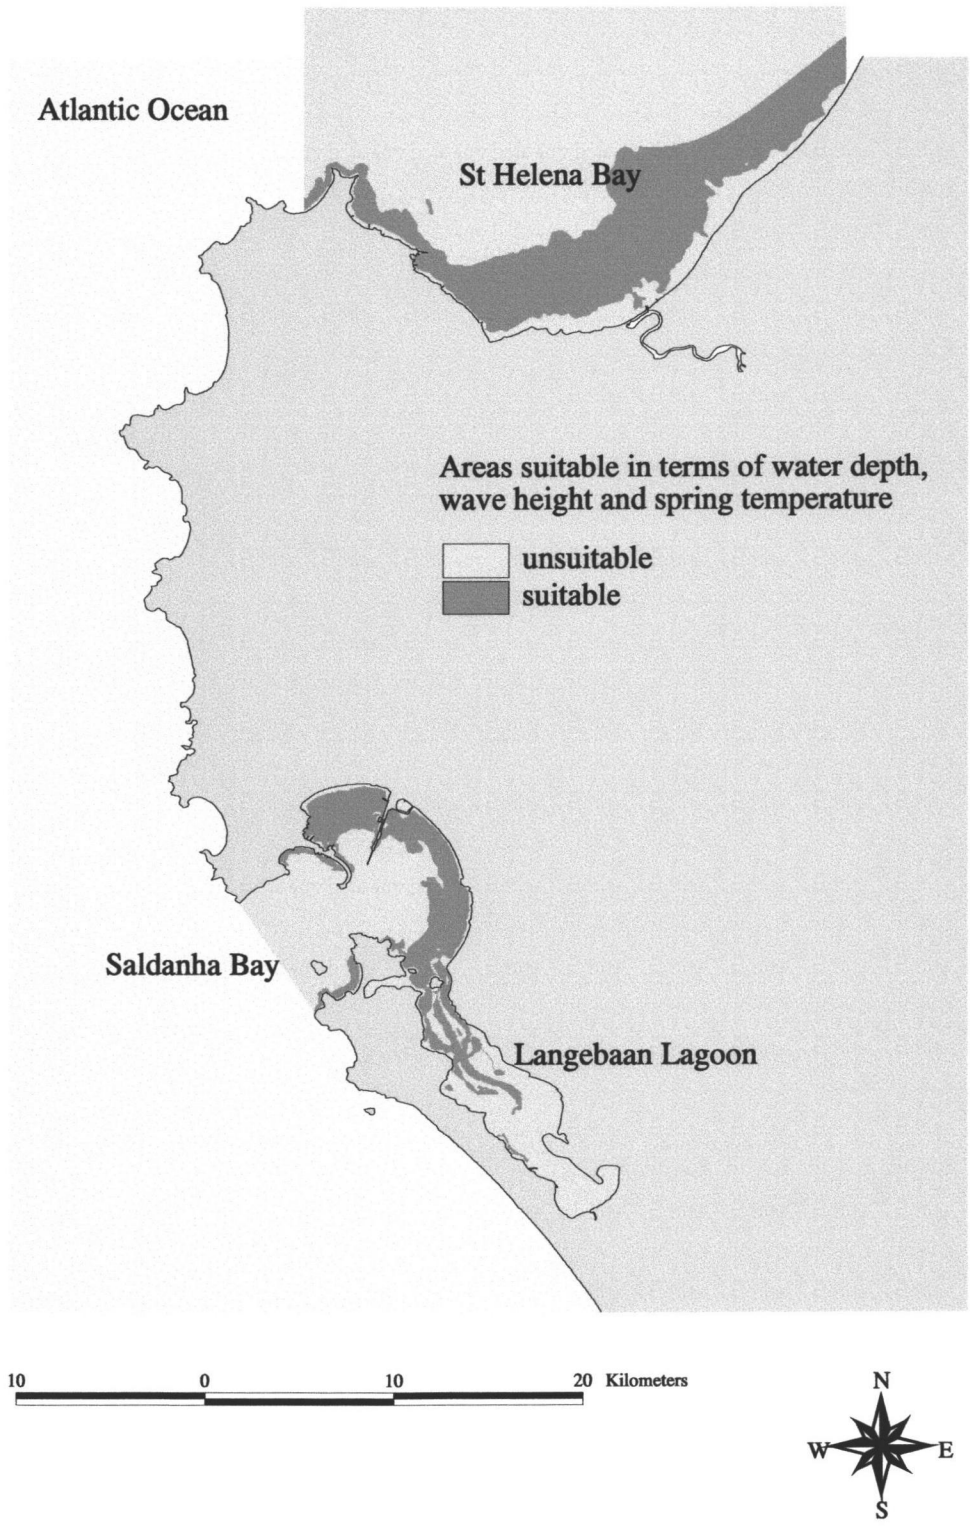 Atlantic Ocean
St Helena Bay
Areas suitable in terms of water depth,
wave height and spring temperature
unsuitable
suitable
Saldanha Bay
Langebaan Lagoon
10 0 10 20 Kilometers
N
W E
S